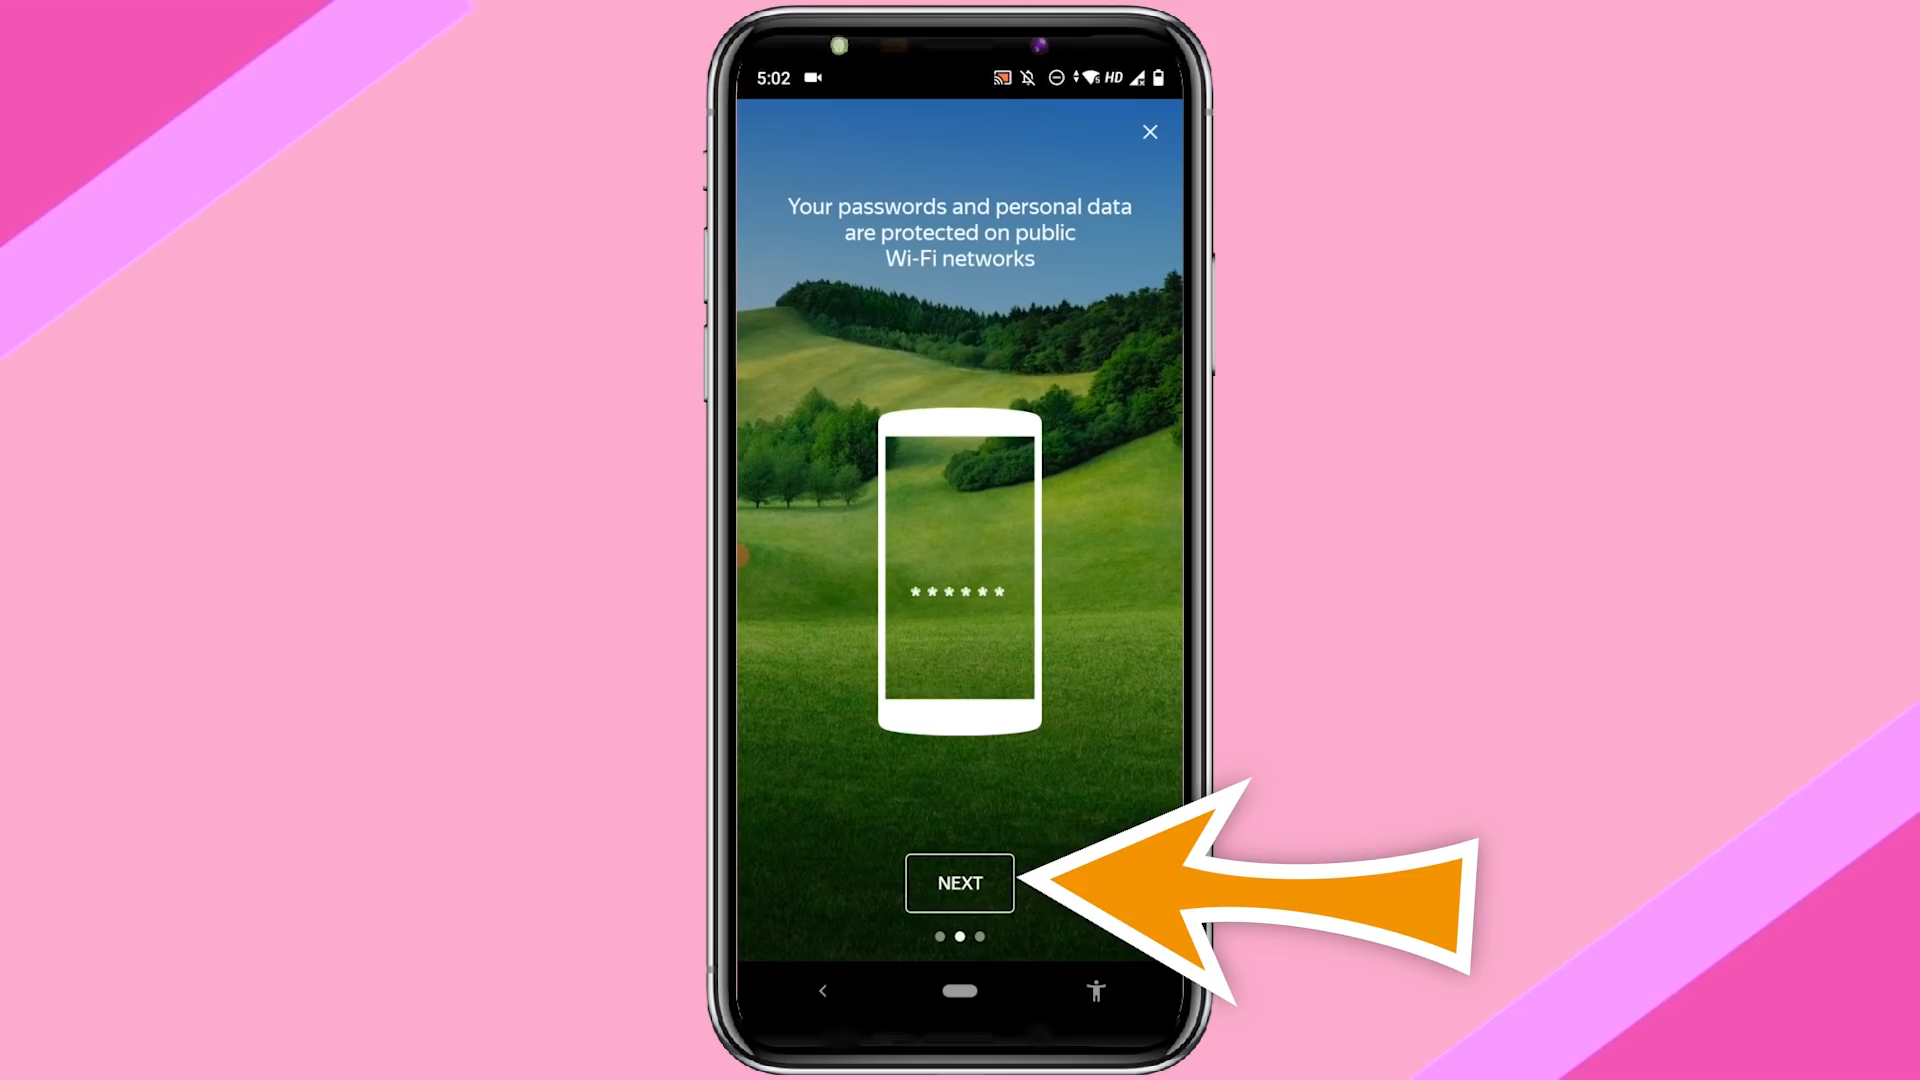 5:02
HD
Your passwords and personal data
are protected on public
Wi-Fi networks
******
NEXT